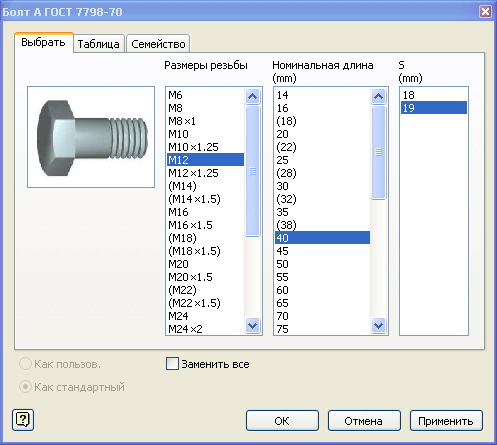 Болт А ГОСТ 7798-70
Выбрать
Таблица
Семейство
Размеры резьбы
M6
M8
M8×1
M10
M10×1.25
M12
M12×1.25
(M14)
(M14×1.5)
M16
M16×1.5
(M18)
(M18×1.5)
M20
M20×1.5
(M22)
(M22×1.5)
M24
M24×2
Номинальная длина
(mm)
14
16
(18)
20
(22)
25
(28)
30
(32)
35
(38)
40
45
50
55
60
65
70
75
S
(mm)
18
19
Как пользов.
Как стандартный
Заменить все
?
ОК
Отмена
Применить